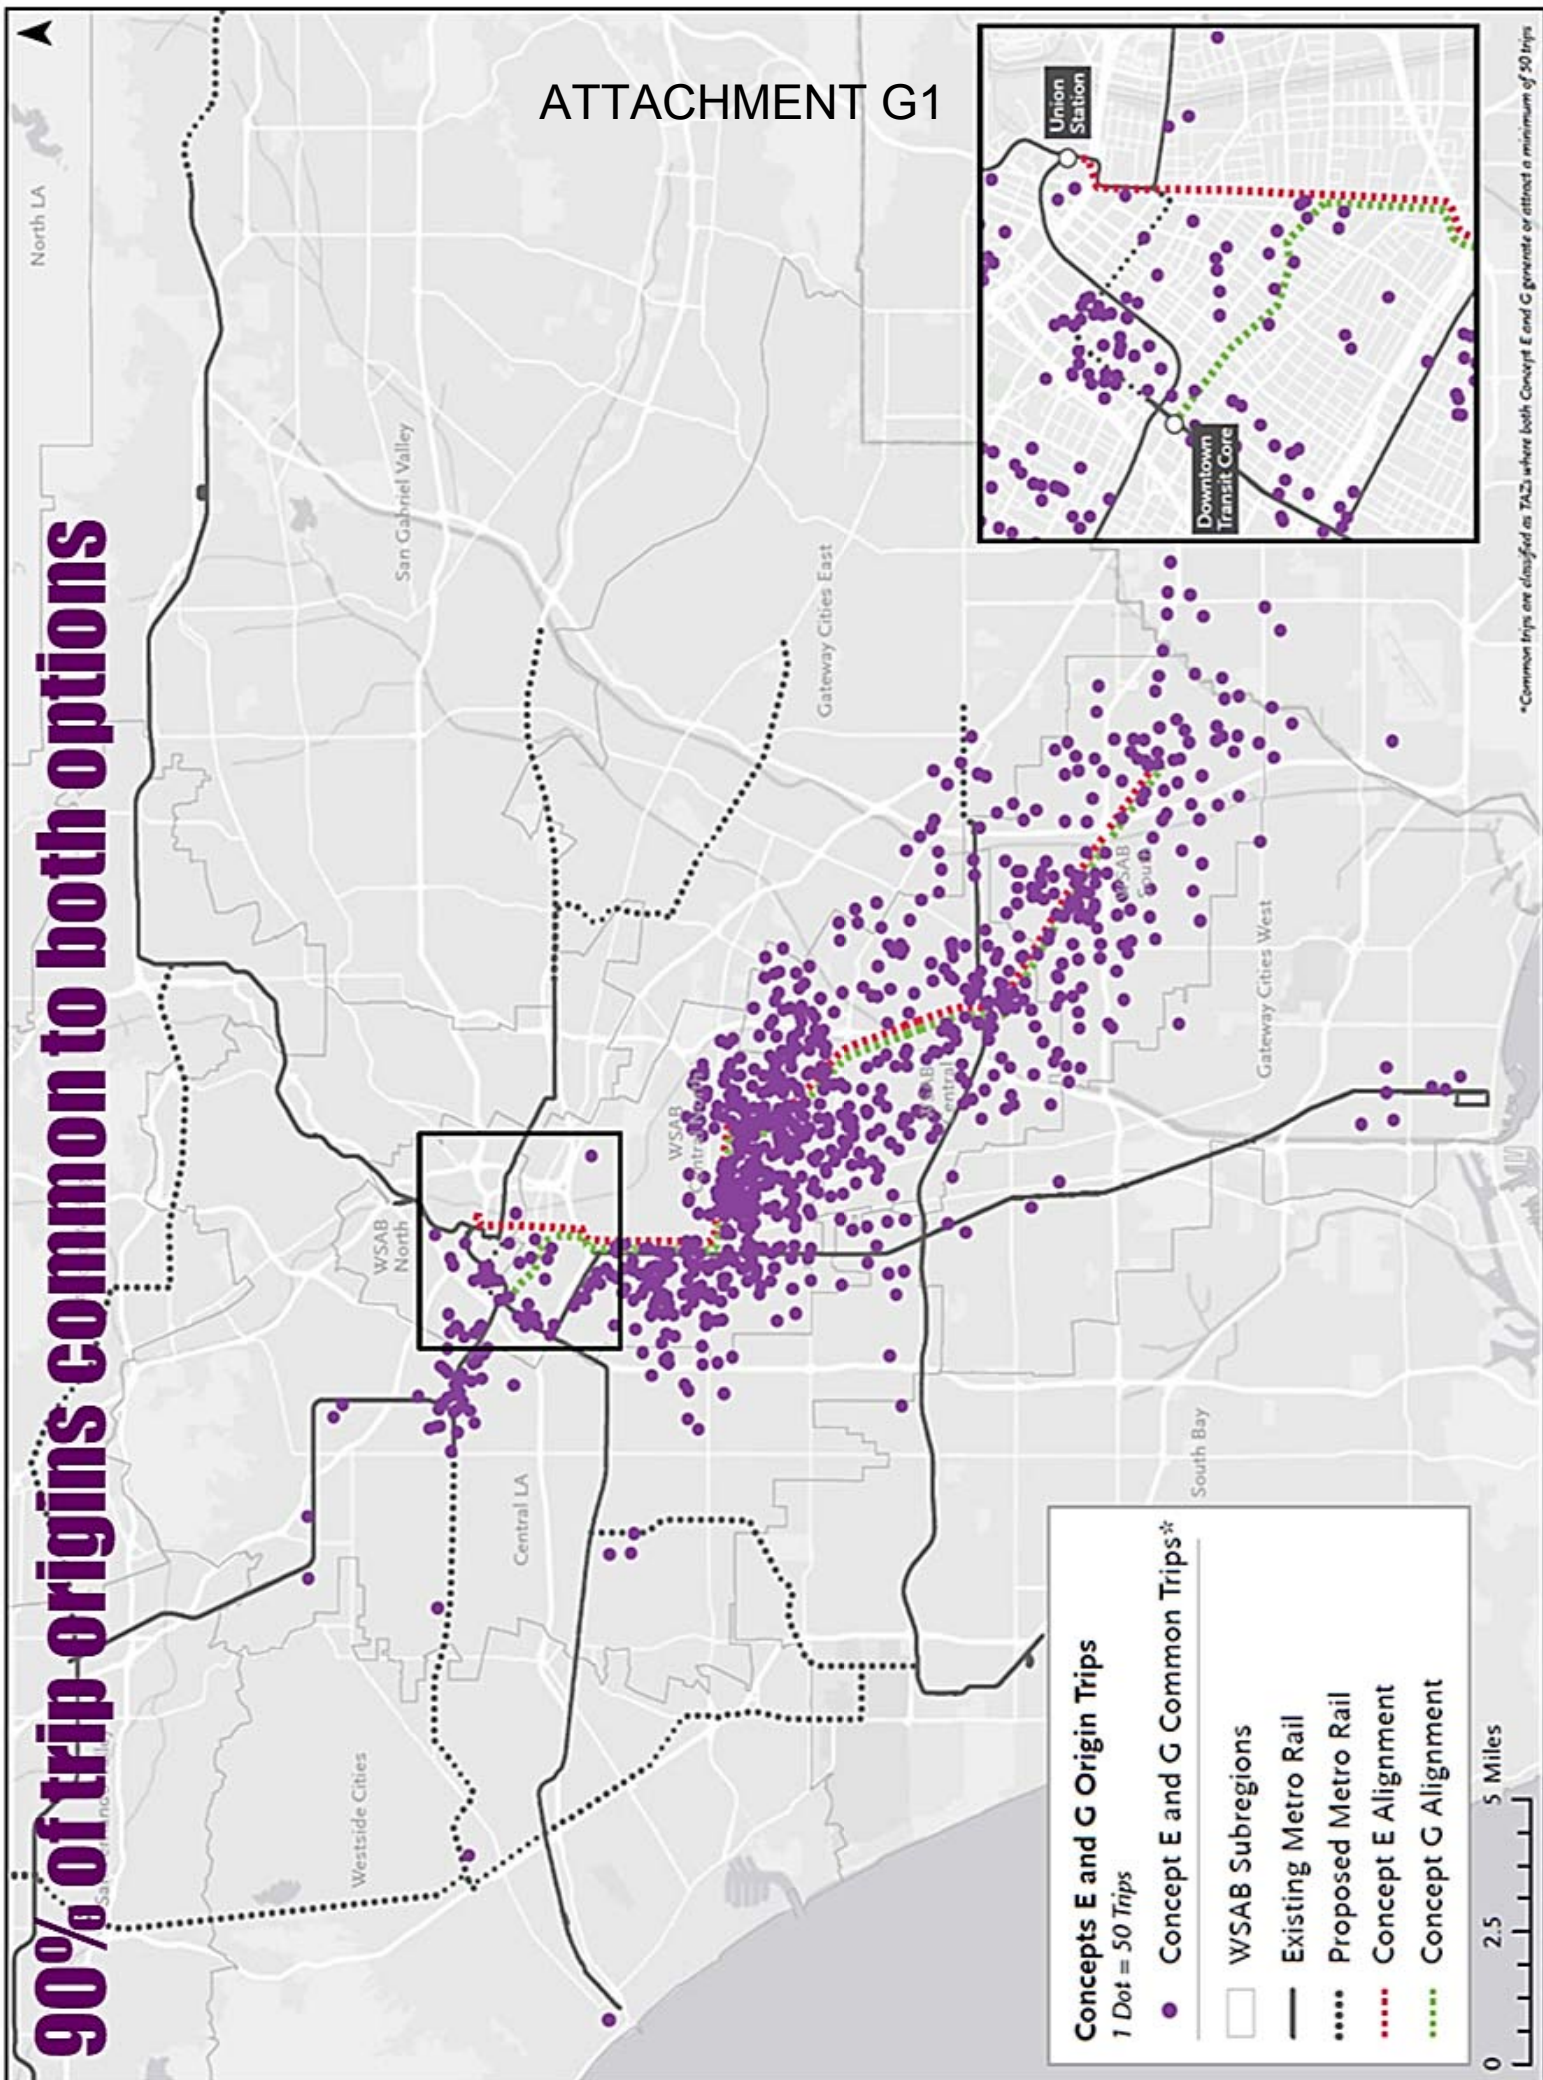 ATTACHMENT G1
90% of trip origins common to both options
North LA
San Gabriel Valley
Gateway Cities East
WSAB
North
WSAB
WSAB
Central
WSAB
South
Gateway Cities West
Central LA
South Bay
Westside Cities
Union
Station
Downtown
Transit Core
Concepts E and G Origin Trips
1 Dot = 50 Trips
Concept E and G Common Trips*
WSAB Subregions
Existing Metro Rail
Proposed Metro Rail
Concept E Alignment
Concept G Alignment
0 2.5 5 Miles
*Common trips are classified as TAZs where both Concept E and G generate or attract a minimum of 50 trips